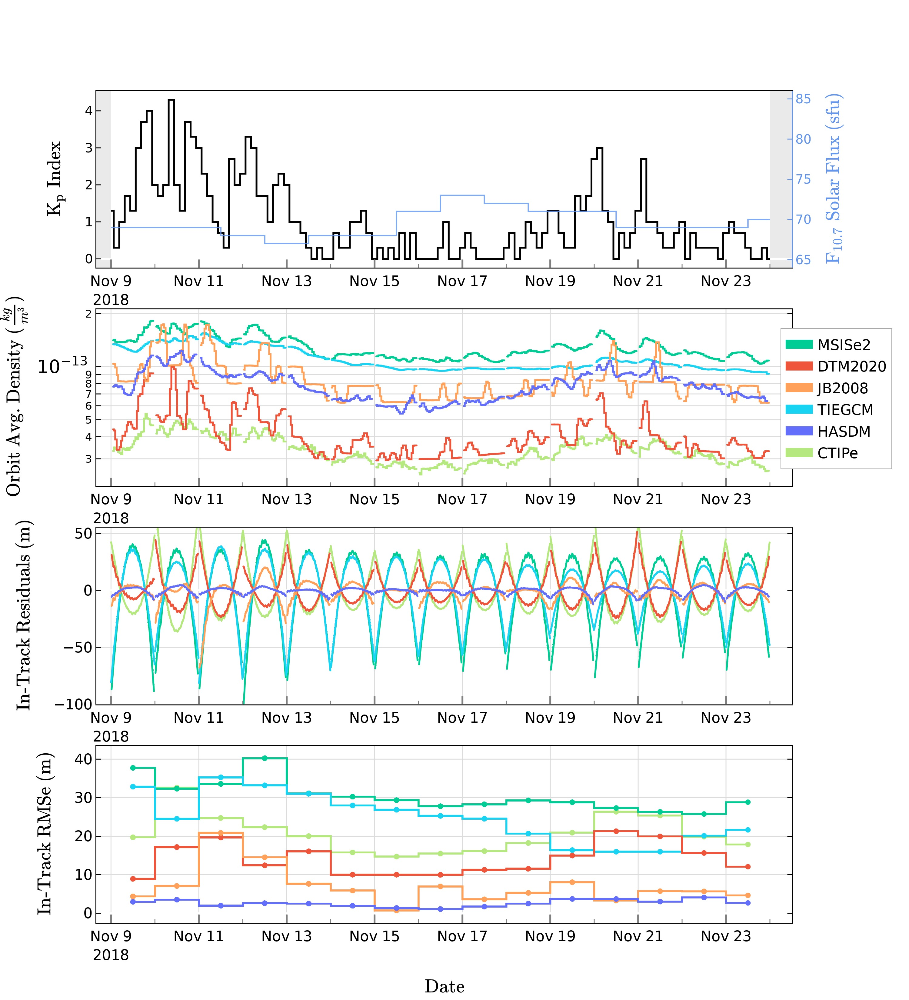 4
3
2
1
0
K_p Index
85
80
75
70
65
F_10.7 Solar Flux (sfu)
Nov 9 Nov 11 Nov 13 Nov 15 Nov 17 Nov 19 Nov 21 Nov 23
2018
Orbit Avg. Density (kg/m³)
2
10⁻¹³
9
8
7
6
5
4
3
MSISe2
DTM2020
JB2008
TIEGCM
HASDM
CTIPe
Nov 9 Nov 11 Nov 13 Nov 15 Nov 17 Nov 19 Nov 21 Nov 23
2018
In-Track Residuals (m)
50
0
−50
−100
Nov 9 Nov 11 Nov 13 Nov 15 Nov 17 Nov 19 Nov 21 Nov 23
2018
In-Track RMSe (m)
40
30
20
10
0
Nov 9 Nov 11 Nov 13 Nov 15 Nov 17 Nov 19 Nov 21 Nov 23
2018
Date